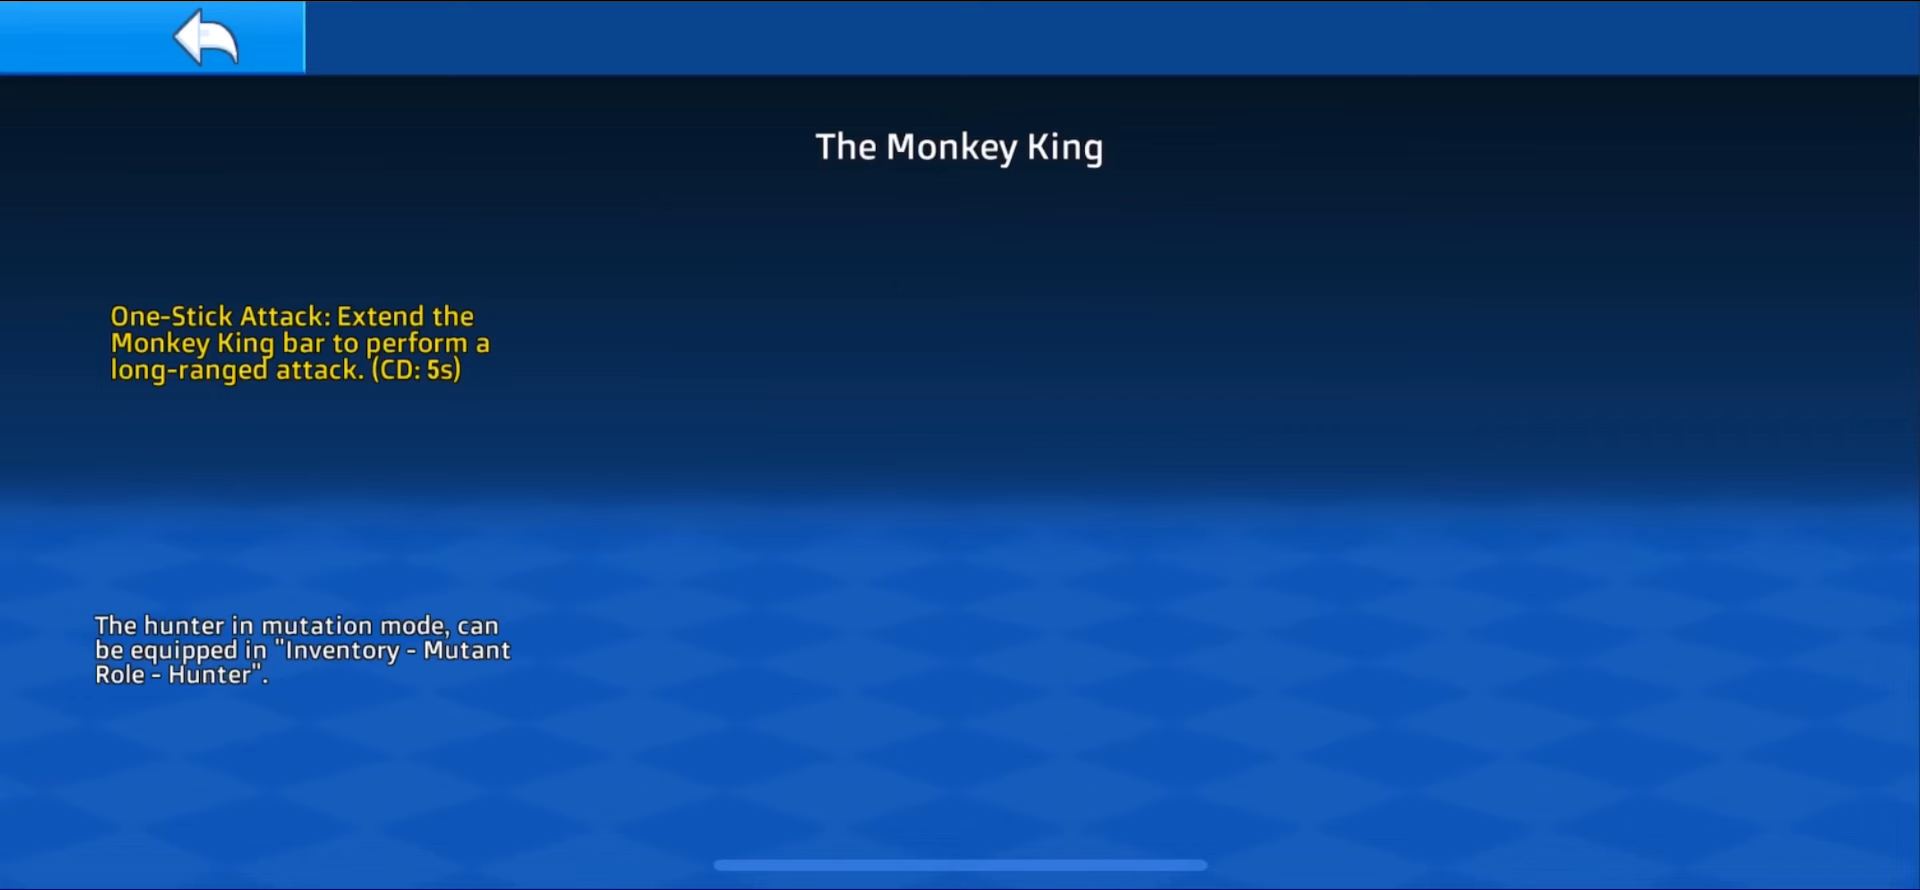 The Monkey King
One-Stick Attack: Extend the
Monkey King bar to perform a
long-ranged attack. (CD: 5s)
The hunter in mutation mode, can
be equipped in "Inventory - Mutant
Role - Hunter".